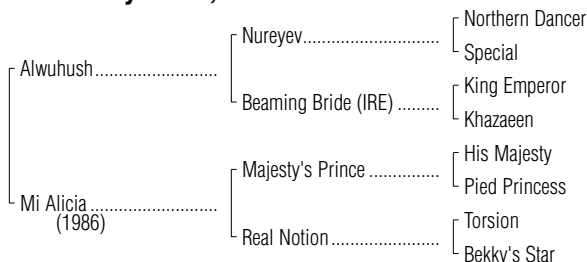 Northern Dancer
Nureyev
Special
Alwuhush
King Emperor
Beaming Bride (IRE)
Khazaeen
His Majesty
Majesty's Prince
Pied Princess
Mi Alicia
(1986)
Torsion
Real Notion
Bekky's Star